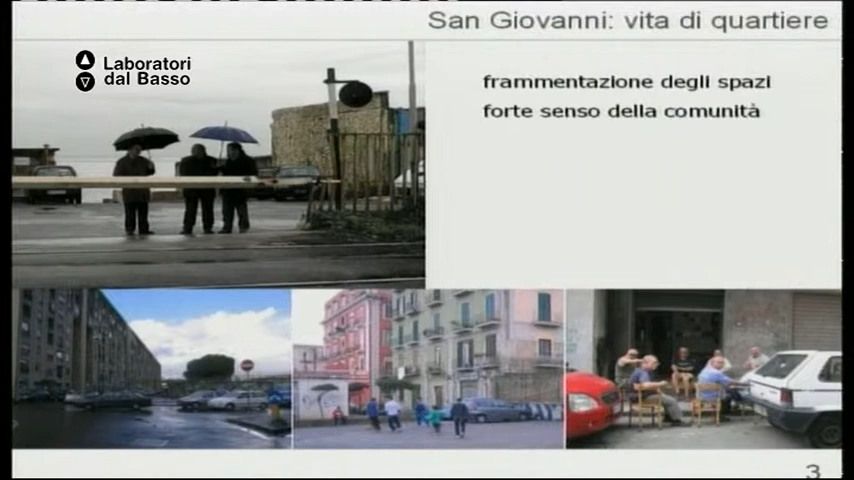 San Giovanni: vita di quartiere
Laboratori
dal Basso
frammentazione degli spazi
forte senso della comunità
3